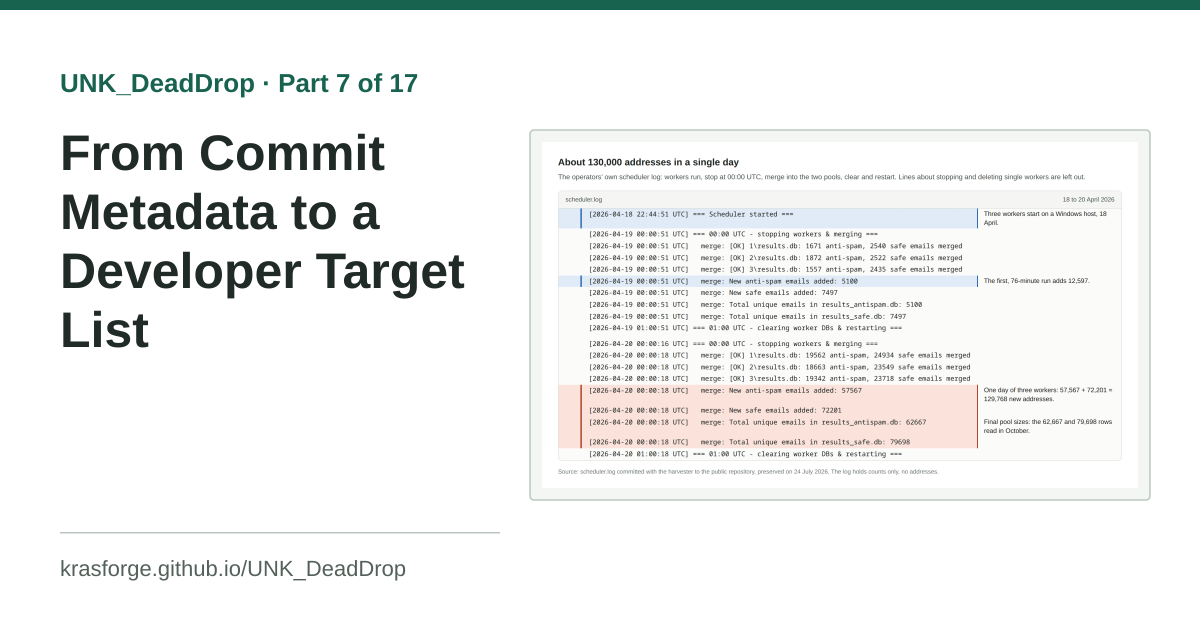 UNK_DeadDrop · Part 7 of 17
From Commit
Metadata to a
Developer Target
List
krasforge.github.io/UNK_DeadDrop
About 130,000 addresses in a single day
The operators' own scheduler log: workers run, stop at 00:00 UTC, merge into the two pools, clear and restart. Lines about stopping and deleting single workers are left out.
scheduler.log 18 to 20 April 2026
[2026-04-18 22:44:51 UTC] === Scheduler started ===
Three workers start on a Windows host, 18
April.
[2026-04-19 00:00:51 UTC] === 00:00 UTC - stopping workers & merging ===
[2026-04-19 00:00:51 UTC] merge: [OK] 1\results.db: 1671 anti-spam, 2540 safe emails merged
[2026-04-19 00:00:51 UTC] merge: [OK] 2\results.db: 1872 anti-spam, 2522 safe emails merged
[2026-04-19 00:00:51 UTC] merge: [OK] 3\results.db: 1557 anti-spam, 2435 safe emails merged
[2026-04-19 00:00:51 UTC] merge: New anti-spam emails added: 5100
The first, 76-minute run adds 12,597.
[2026-04-19 00:00:51 UTC] merge: New safe emails added: 7497
[2026-04-19 00:00:51 UTC] merge: Total unique emails in results_antispam.db: 5100
[2026-04-19 00:00:51 UTC] merge: Total unique emails in results_safe.db: 7497
[2026-04-19 01:00:51 UTC] === 01:00 UTC - clearing worker DBs & restarting ===
[2026-04-20 00:00:16 UTC] === 00:00 UTC - stopping workers & merging ===
[2026-04-20 00:00:18 UTC] merge: [OK] 1\results.db: 19562 anti-spam, 24934 safe emails merged
[2026-04-20 00:00:18 UTC] merge: [OK] 2\results.db: 18663 anti-spam, 23549 safe emails merged
[2026-04-20 00:00:18 UTC] merge: [OK] 3\results.db: 19342 anti-spam, 23718 safe emails merged
[2026-04-20 00:00:18 UTC] merge: New anti-spam emails added: 57567
One day of three workers: 57,567 + 72,201 =
129,768 new addresses.
[2026-04-20 00:00:18 UTC] merge: New safe emails added: 72201
[2026-04-20 00:00:18 UTC] merge: Total unique emails in results_antispam.db: 62667
Final pool sizes: the 62,667 and 79,698 rows
read in October.
[2026-04-20 00:00:18 UTC] merge: Total unique emails in results_safe.db: 79698
[2026-04-20 01:00:18 UTC] === 01:00 UTC - clearing worker DBs & restarting ===
Source: scheduler.log committed with the harvester to the public repository, preserved on 24 July 2026. The log holds counts only, no addresses.